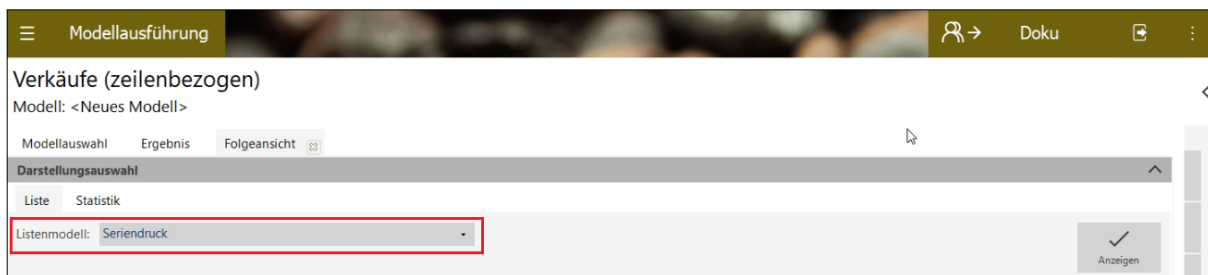 Modellausführung Doku
Verkäufe (zeilenbezogen)
Modell: <Neues Modell>
Modellauswahl Ergebnis Folgeansicht
Darstellungsauswahl
Liste Statistik
Listenmodell: Seriendruck
Anzeigen